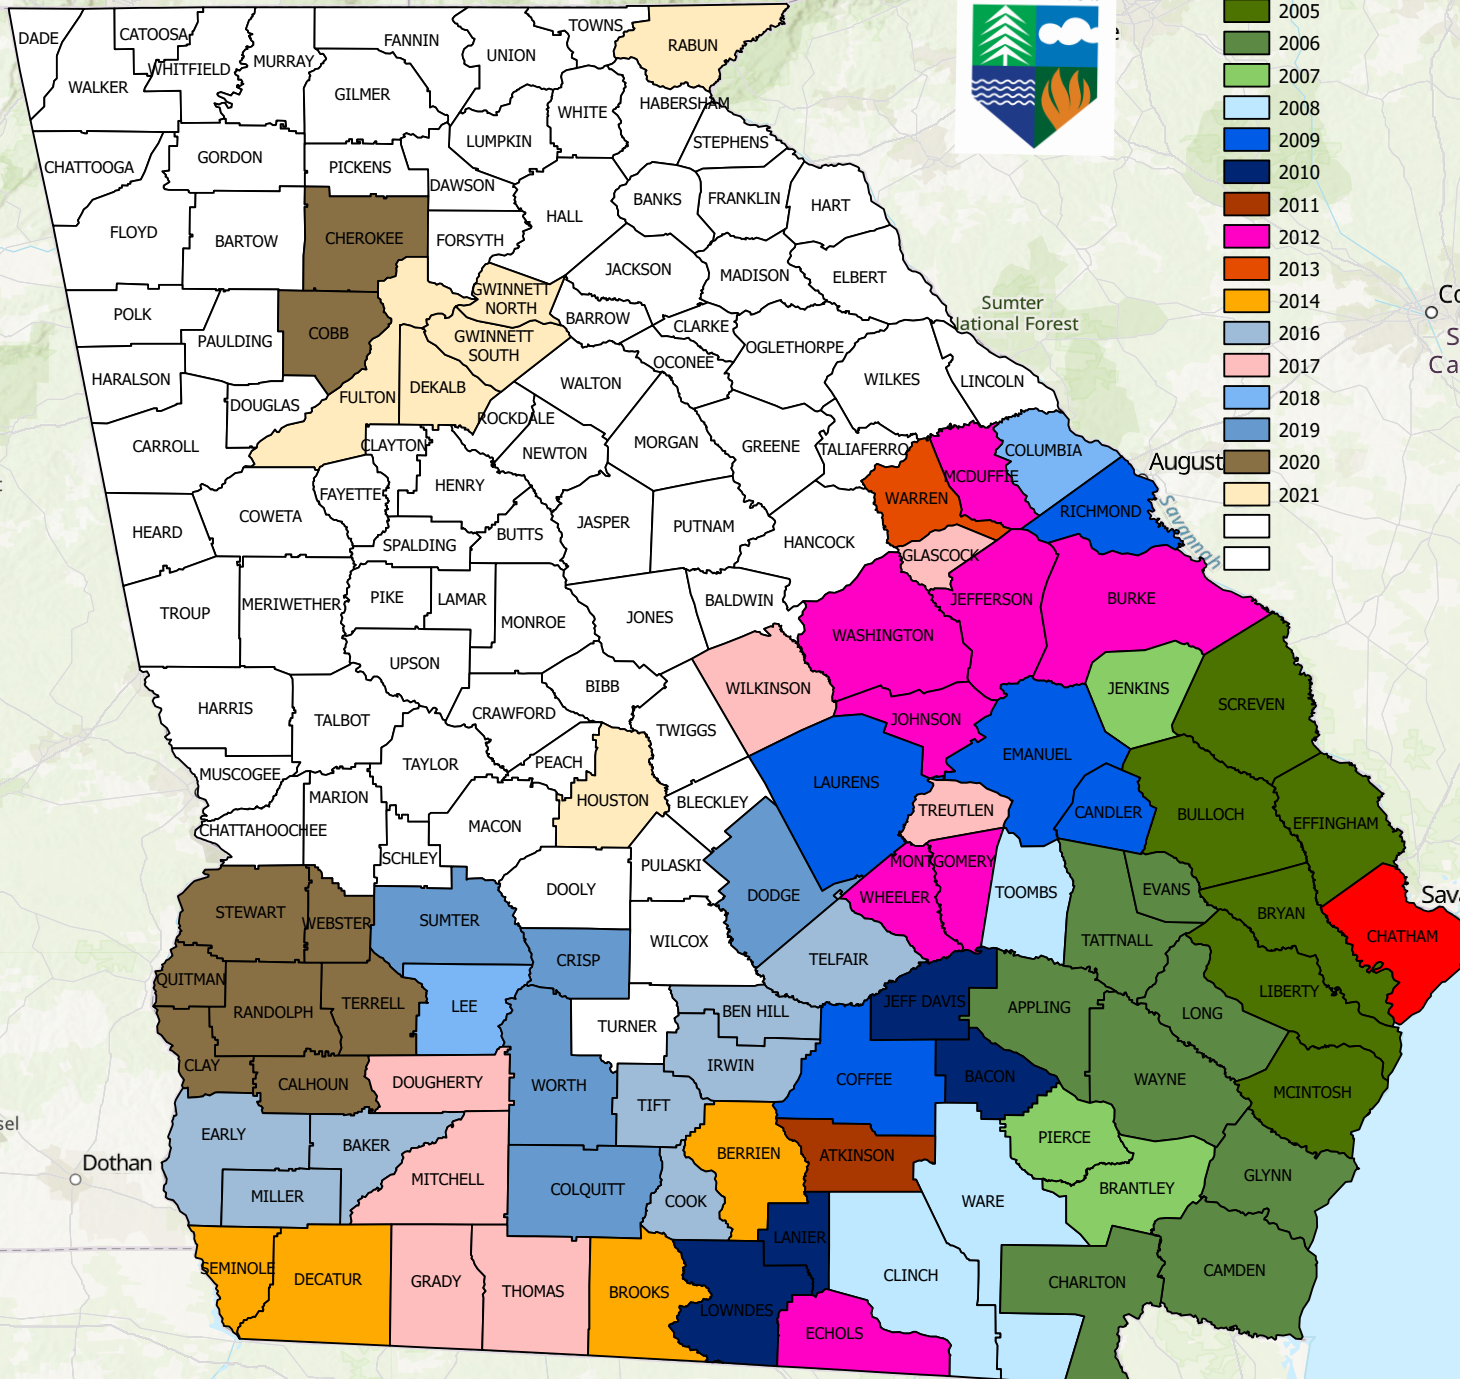 DADE
CATOOSA
WHITFIELD
WALKER
MURRAY
FANNIN
GILMER
UNION
TOWNS
RABUN
HABERSHAM
WHITE
LUMPKIN
STEPHENS
CHATTOOGA
GORDON
PICKENS
DAWSON
HALL
BANKS
FRANKLIN
HART
FLOYD
BARTOW
CHEROKEE
FORSYTH
JACKSON
MADISON
ELBERT
POLK
PAULDING
COBB
GWINNETT
NORTH
GWINNETT
SOUTH
BARROW
CLARKE
OCONEE
OGLETHORPE
WILKES
LINCOLN
HARALSON
DOUGLAS
FULTON
DEKALB
ROCKDALE
WALTON
CARROLL
CLAYTON
NEWTON
MORGAN
GREENE
TALIAFERRO
MCDUFFIE
COLUMBIA
WARREN
RICHMOND
HEARD
COWETA
FAYETTE
HENRY
SPALDING
BUTTS
JASPER
PUTNAM
HANCOCK
GLASCOCK
TROUP
MERIWETHER
PIKE
LAMAR
MONROE
JONES
BALDWIN
WASHINGTON
JEFFERSON
BURKE
UPSON
BIBB
WILKINSON
JENKINS
SCREVEN
HARRIS
TALBOT
CRAWFORD
TWIGGS
JOHNSON
EMANUEL
MUSCOGEE
TAYLOR
PEACH
HOUSTON
BLECKLEY
LAURENS
TREUTLEN
CANDLER
BULLOCH
EFFINGHAM
CHATTAHOOCHEE
MARION
SCHLEY
MACON
DOOLY
PULASKI
DODGE
MONTGOMERY
WHEELER
TOOMBS
EVANS
TATTNALL
BRYAN
CHATHAM
STEWART
WEBSTER
SUMTER
CRISP
WILCOX
TELFAIR
QUITMAN
RANDOLPH
TERRELL
LEE
TURNER
BEN HILL
JEFF DAVIS
APPLING
LONG
LIBERTY
CLAY
CALHOUN
DOUGHERTY
WORTH
IRWIN
COFFEE
BACON
WAYNE
MCINTOSH
EARLY
BAKER
MITCHELL
TIFT
BERRIEN
ATKINSON
PIERCE
BRANTLEY
GLYNN
MILLER
COLQUITT
COOK
WARE
SEMINOLE
DECATUR
GRADY
THOMAS
BROOKS
LANIER
LOWNDES
CLINCH
ECHOLS
CHARLTON
CAMDEN
Sumter
National Forest
August
Savannah
Dothan
Sav
sel
Co
S
Ca
e
2005
2006
2007
2008
2009
2010
2011
2012
2013
2014
2016
2017
2018
2019
2020
2021